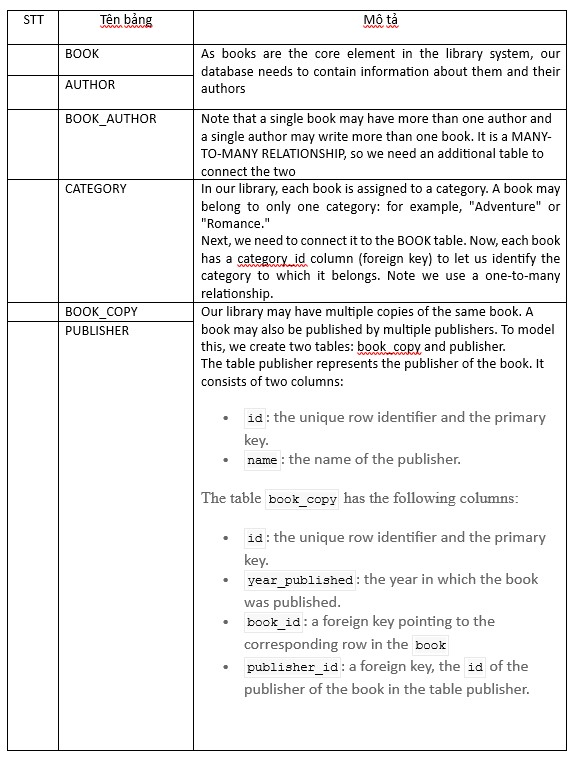 STT Tên bảng Mô tả
BOOK
AUTHOR
As books are the core element in the library system, our
database needs to contain information about them and their
authors
BOOK_AUTHOR
Note that a single book may have more than one author and
a single author may write more than one book. It is a MANY-
TO-MANY RELATIONSHIP, so we need an additional table to
connect the two
CATEGORY
In our library, each book is assigned to a category. A book may
belong to only one category: for example, "Adventure" or
"Romance."
Next, we need to connect it to the BOOK table. Now, each book
has a category_id column (foreign key) to let us identify the
category to which it belongs. Note we use a one-to-many
relationship.
BOOK_COPY
PUBLISHER
Our library may have multiple copies of the same book. A
book may also be published by multiple publishers. To model
this, we create two tables: book_copy and publisher.
The table publisher represents the publisher of the book. It
consists of two columns:
• id: the unique row identifier and the primary
key.
• name: the name of the publisher.
The table book_copy has the following columns:
• id: the unique row identifier and the primary
key.
• year_published: the year in which the book
was published.
• book_id: a foreign key pointing to the
corresponding row in the book
• publisher_id: a foreign key, the id of the
publisher of the book in the table publisher.